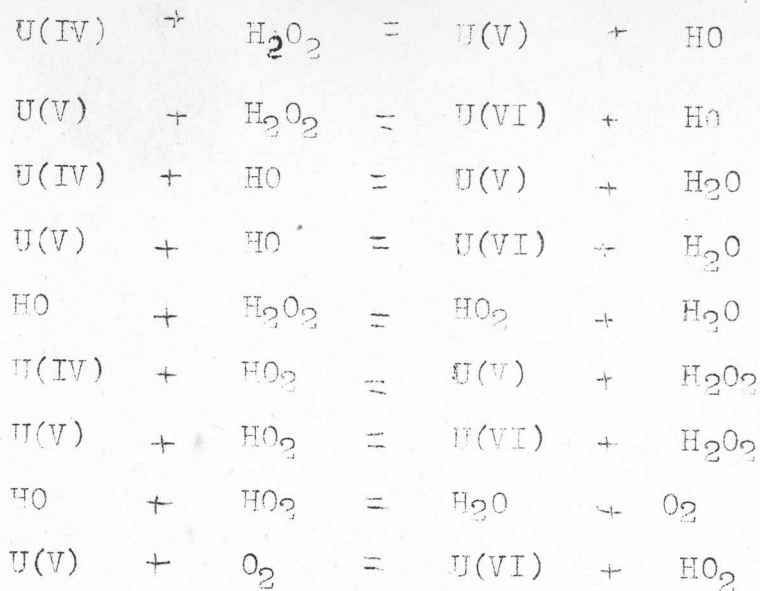 U(IV) + H2O2 = U(V) + HO
U(V) + H2O2 = U(VI) + HO
U(IV) + HO = U(V) + H2O
U(V) + HO = U(VI) + H2O
HO + H2O2 = HO2 + H2O
U(IV) + HO2 = U(V) + H2O2
U(V) + HO2 = U(VI) + H2O2
HO + HO2 = H2O + O2
U(V) + O2 = U(VI) + HO2